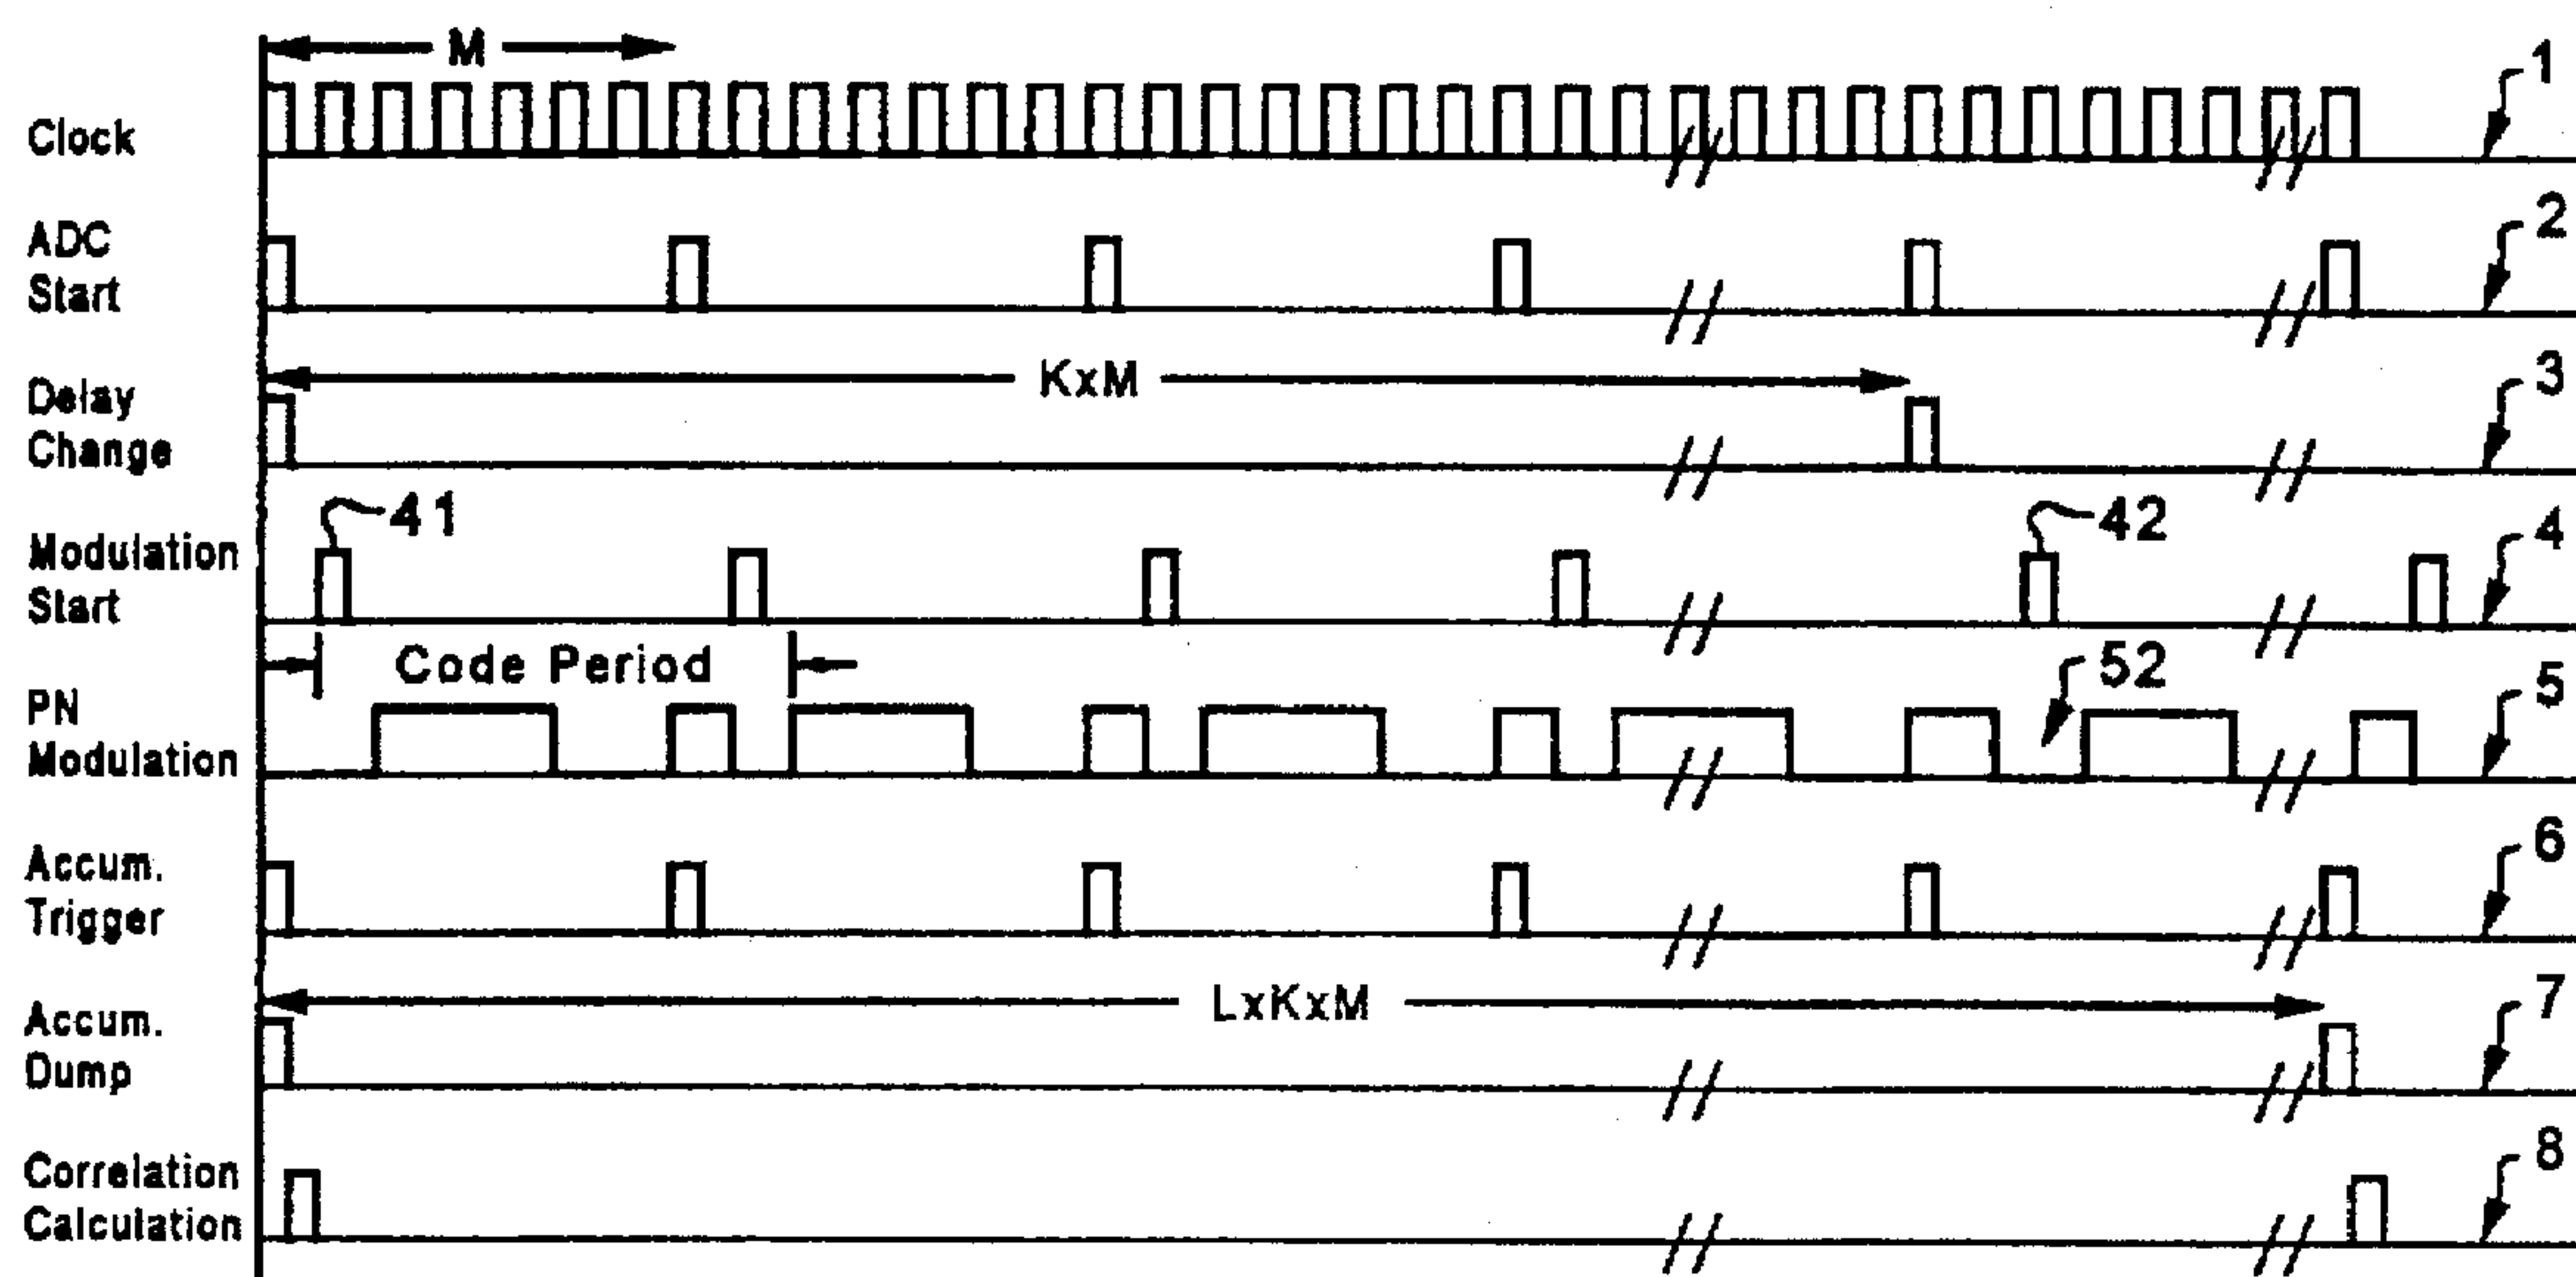 M
1
Clock
ADC
Start
2
Delay
Change
KxM
3
41
42
Modulation
Start
4
Code Period
52
PN
Modulation
5
Accum.
Trigger
6
LxKxM
Accum.
Dump
7
Correlation
Calculation
8